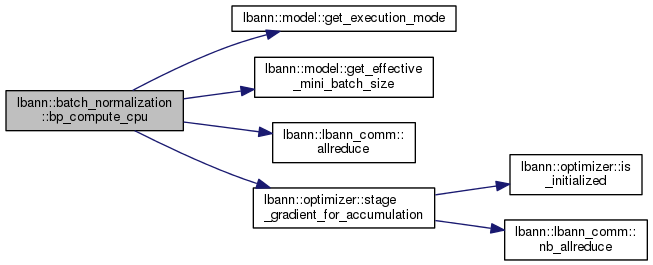 lbann::model::get_execution_mode
lbann::model::get_effective
_mini_batch_size
lbann::batch_normalization
::bp_compute_cpu
lbann::lbann_comm::
allreduce
lbann::optimizer::stage
_gradient_for_accumulation
lbann::optimizer::is
_initialized
lbann::lbann_comm::
nb_allreduce